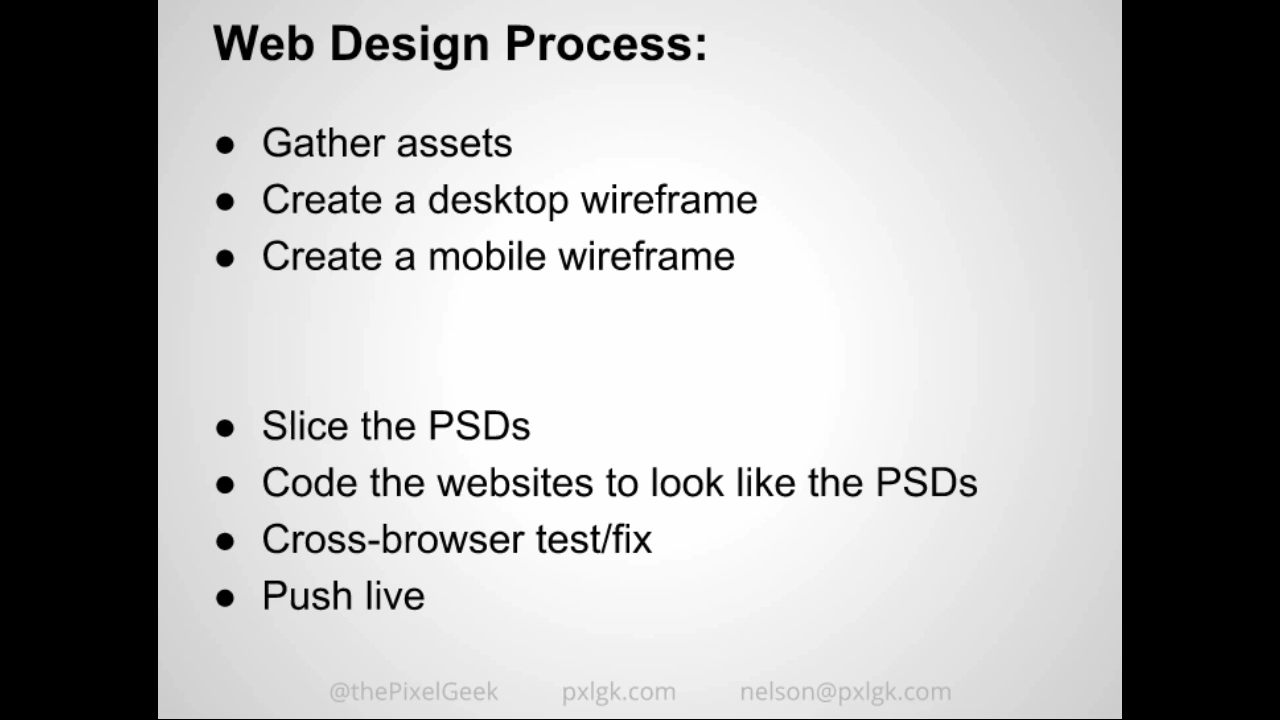 Web Design Process:
● Gather assets
● Create a desktop wireframe
● Create a mobile wireframe
● Slice the PSDs
● Code the websites to look like the PSDs
● Cross-browser test/fix
● Push live
@thePixelGeek pxlgk.com nelson@pxlgk.com